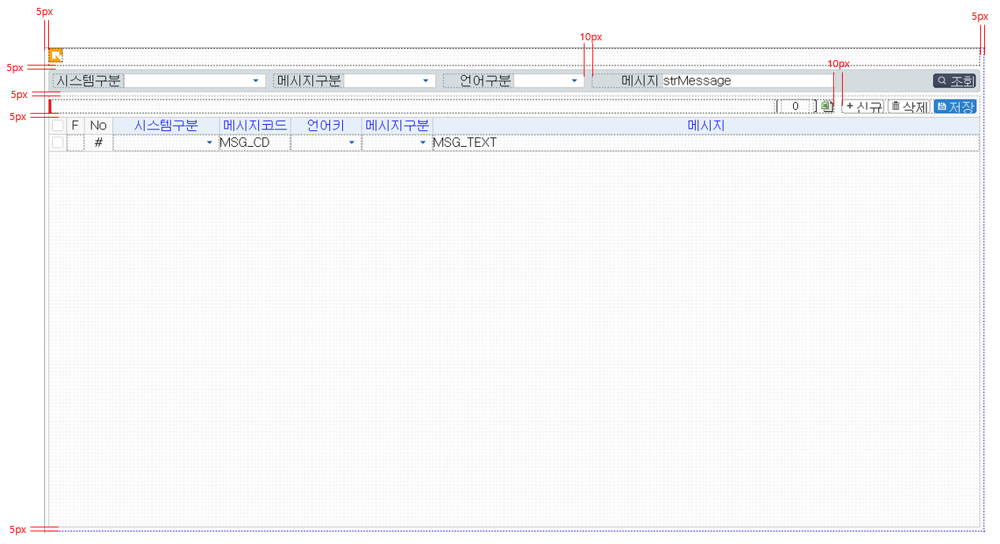 5px
5px
10px
10px
5px
시스템구분 메시지구분 언어구분 메시지 strMessage 조회
5px
[ 0 ] + 신규 삭제 저장
5px
F No 시스템구분 메시지코드 언어키 메시지구분 메시지
# MSG_CD MSG_TEXT
5px